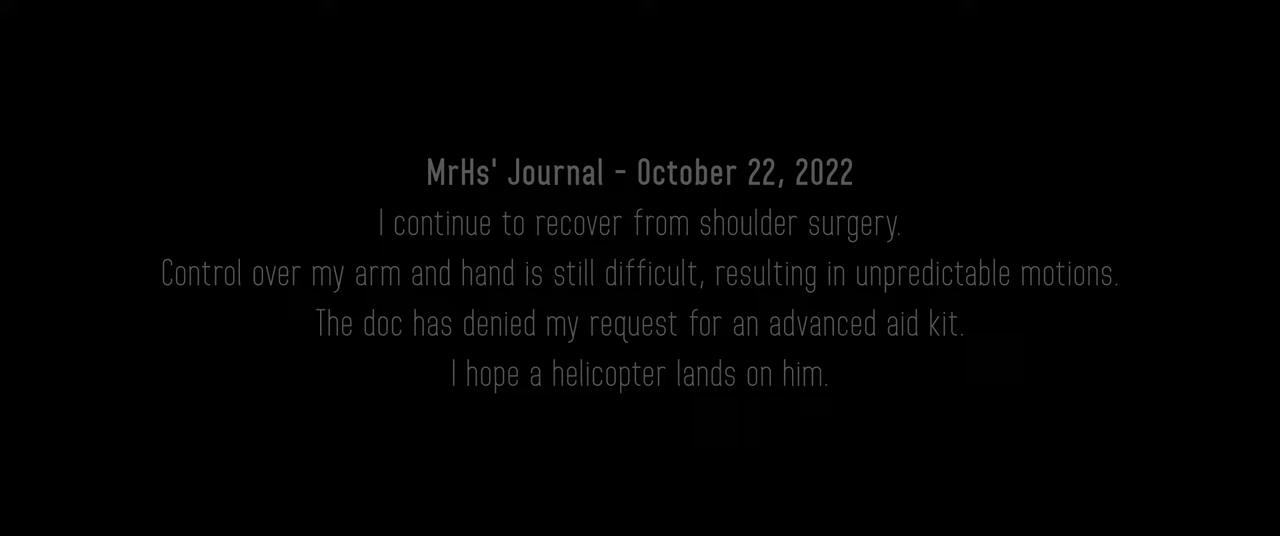 MrHs' Journal - October 22, 2022
I continue to recover from shoulder surgery.
Control over my arm and hand is still difficult, resulting in unpredictable motions.
The doc has denied my request for an advanced aid kit.
I hope a helicopter lands on him.